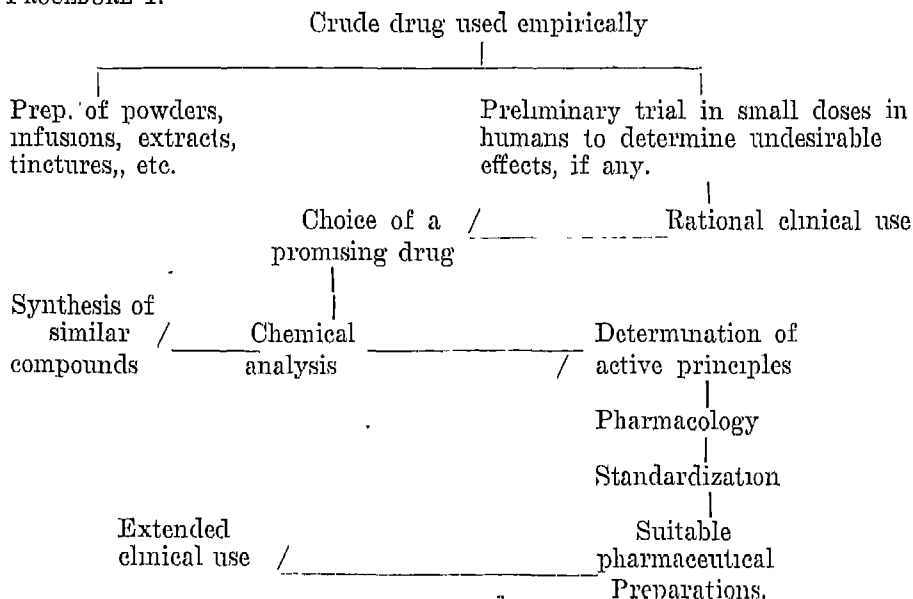 PROCEDURE 1.
Crude drug used empirically
Prep. of powders,
infusions, extracts,
tinctures,, etc.
Preliminary trial in small doses in
humans to determine undesirable
effects, if any.
Choice of a
promising drug
Rational clinical use
Synthesis of
similar
compounds
Chemical
analysis
Determination of
active principles
Pharmacology
Standardization
Suitable
pharmaceutical
Preparations.
Extended
clinical use